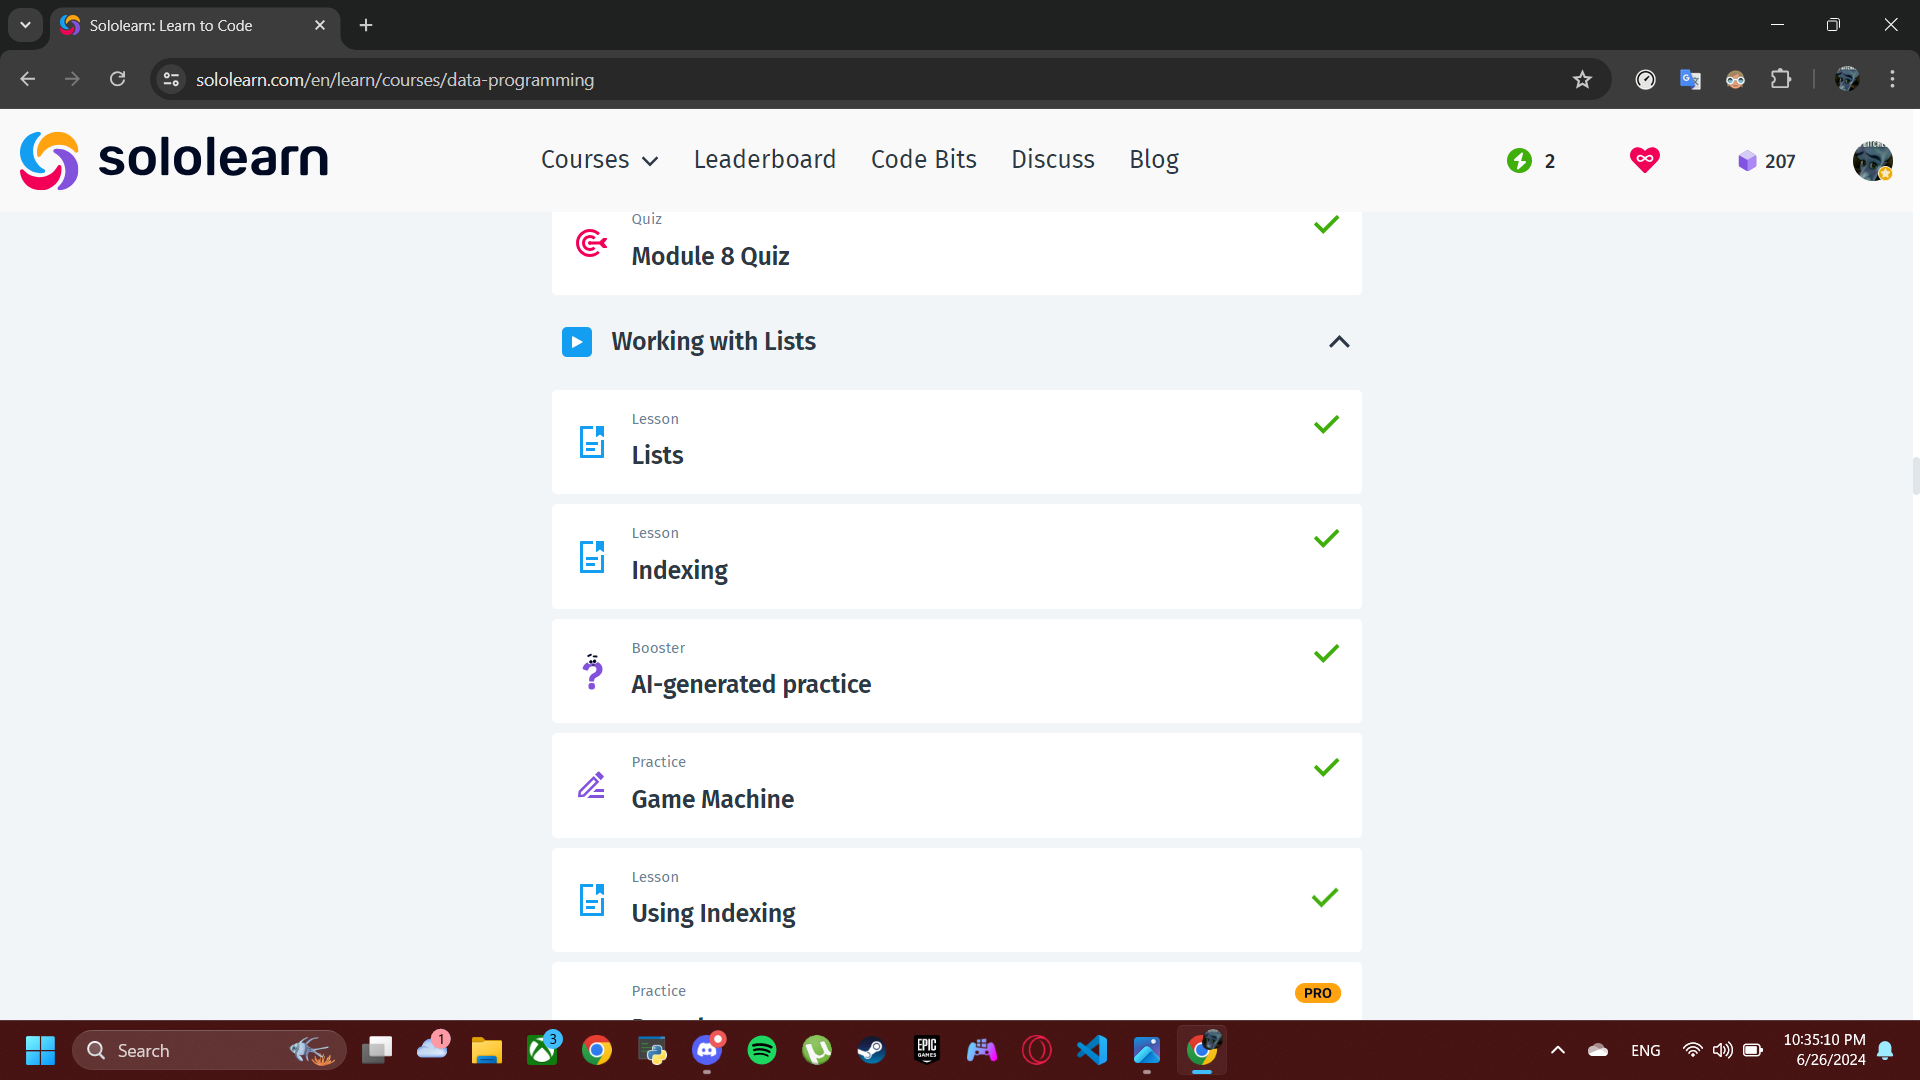 Sololearn: Learn to Code
sololearn.com/en/learn/courses/data-programming
sololearn
Courses
Leaderboard
Code Bits
Discuss
Blog
2
207
Quiz
Module 8 Quiz
Working with Lists
Lesson
Lists
Lesson
Indexing
Booster
AI-generated practice
Practice
Game Machine
Lesson
Using Indexing
Practice
PRO
Search
1
3
EPIC
GAMES
ENG
10:35:10 PM
6/26/2024